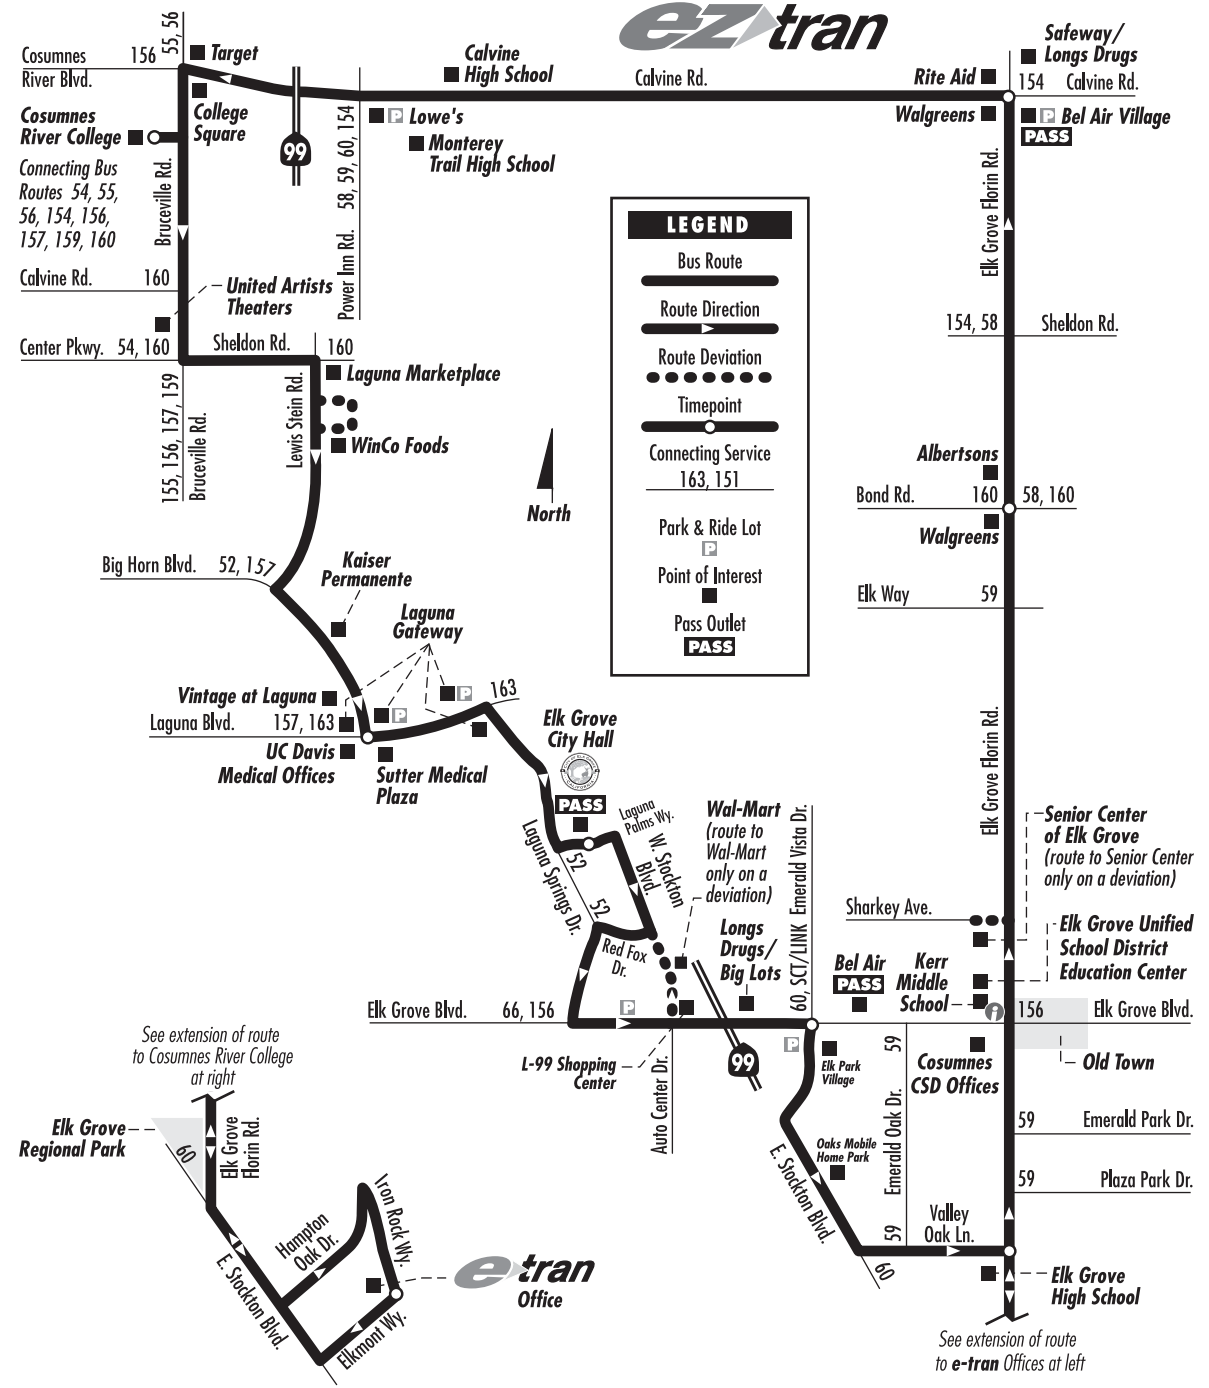 ez tran
55, 56
Cosumnes 156
River Blvd.
Target
College
Square
Cosumnes
River College
Connecting Bus
Routes 54, 55,
56, 154, 156,
157, 159, 160
Bruceville Rd.
99
Calvine
High School
Calvine Rd.
P Lowe's
Monterey
Trail High School
58, 59, 60, 154
Power Inn Rd.
Rite Aid
Walgreens
Safeway/
Longs Drugs
154 Calvine Rd.
P Bel Air Village
PASS
Elk Grove Florin Rd.
Calvine Rd. 160
United Artists
Theaters
Center Pkwy. 54, 160
Sheldon Rd.
160
155, 156, 157, 159
Bruceville Rd.
Lewis Stein Rd.
Laguna Marketplace
WinCo Foods
LEGEND
Bus Route
Route Direction
Route Deviation
Timepoint
Connecting Service
163, 151
Park & Ride Lot
P
Point of Interest
Pass Outlet
PASS
North
154, 58 Sheldon Rd.
Albertsons
Bond Rd. 160 58, 160
Walgreens
Elk Way 59
Elk Grove Florin Rd.
Big Horn Blvd. 52, 157
Kaiser
Permanente
Laguna
Gateway
P
P
Vintage at Laguna
Laguna Blvd. 157, 163
UC Davis
Medical Offices
Sutter Medical
Plaza
163
Elk Grove
City Hall
PASS
Laguna
Palms Wy.
Laguna Springs Dr.
52
52
W. Stockton
Blvd.
Red Fox
Dr.
Wal-Mart
(route to
Wal-Mart
only on a
deviation)
Longs
Drugs/
Big Lots
60, SCT/LINK Emerald Vista Dr.
Senior Center
of Elk Grove
(route to Senior Center
only on a deviation)
Sharkey Ave.
Elk Grove Unified
School District
Education Center
Bel Air
PASS
Kerr
Middle
School
i
Elk Grove Blvd. 66, 156
P
99
156 Elk Grove Blvd.
Old Town
L-99 Shopping
Center
Auto Center Dr.
P
Elk Park
Village
59
Emerald Oak Dr.
59
Cosumnes
CSD Offices
59 Emerald Park Dr.
59 Plaza Park Dr.
Oaks Mobile
Home Park
E. Stockton Blvd.
60
Valley
Oak Ln.
Elk Grove
High School
See extension of route
to e-tran Offices at left
See extension of route
to Cosumnes River College
at right
Elk Grove
Regional Park
60
Elk Grove
Florin Rd.
E. Stockton Blvd.
Hampton
Oak Dr.
Iron Rock Wy.
Elkmont Wy.
e-tran
Office